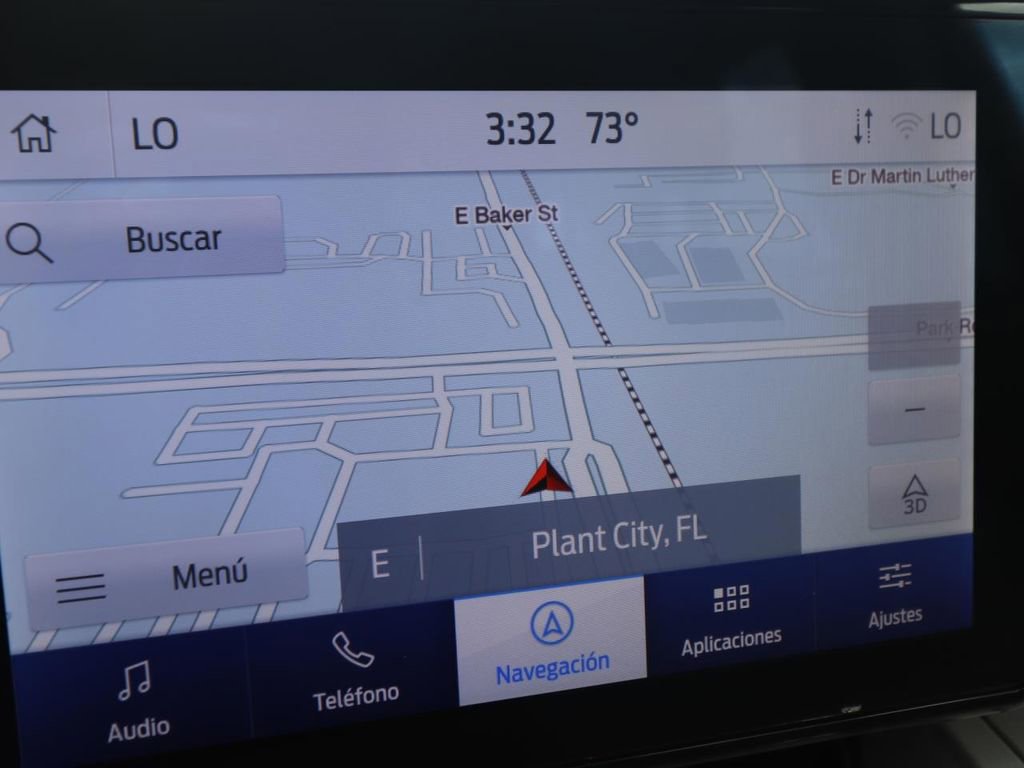 LO 3:32 73° LO
E Dr Martin Luther
E Baker St
Buscar
Park
−
3D
E Plant City, FL
Menú
Audio
Teléfono
Navegación
Aplicaciones
Ajustes